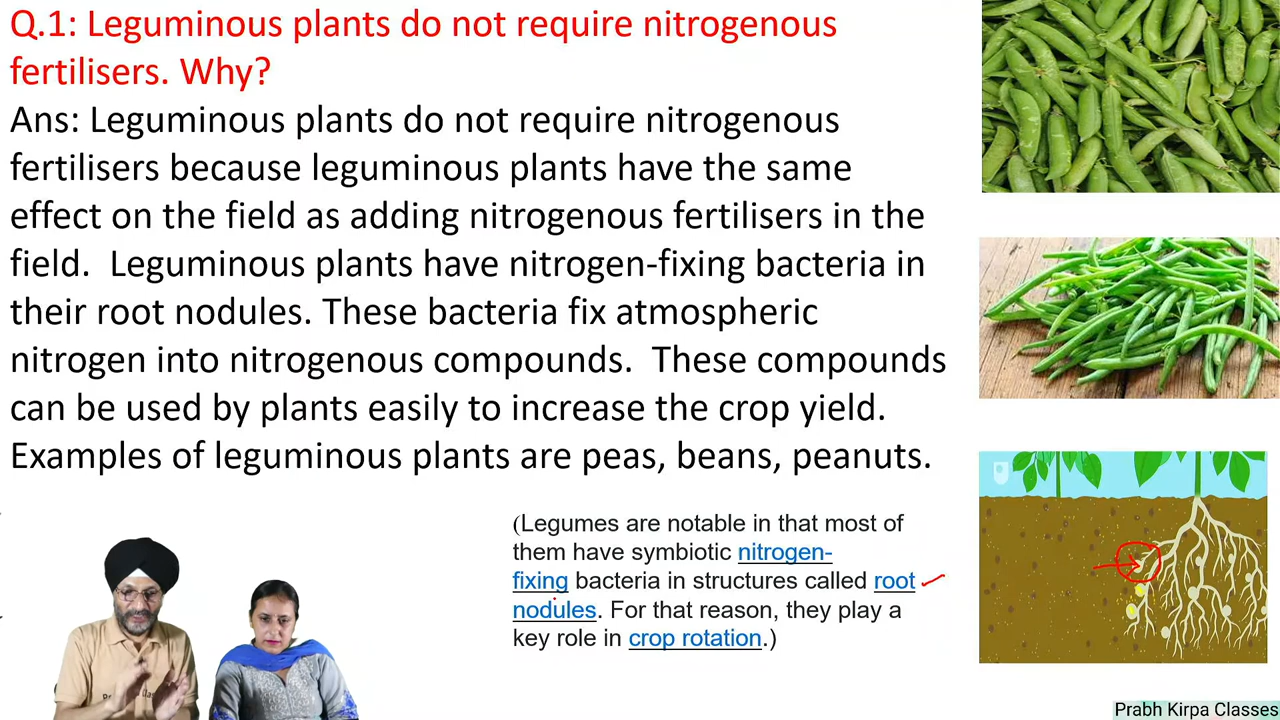 Q.1: Leguminous plants do not require nitrogenous
fertilisers. Why?
Ans: Leguminous plants do not require nitrogenous
fertilisers because leguminous plants have the same
effect on the field as adding nitrogenous fertilisers in the
field.  Leguminous plants have nitrogen-fixing bacteria in
their root nodules. These bacteria fix atmospheric
nitrogen into nitrogenous compounds.  These compounds
can be used by plants easily to increase the crop yield.
Examples of leguminous plants are peas, beans, peanuts.
(Legumes are notable in that most of
them have symbiotic nitrogen-
fixing bacteria in structures called root
nodules. For that reason, they play a
key role in crop rotation.)
Prabh Kirpa Classes